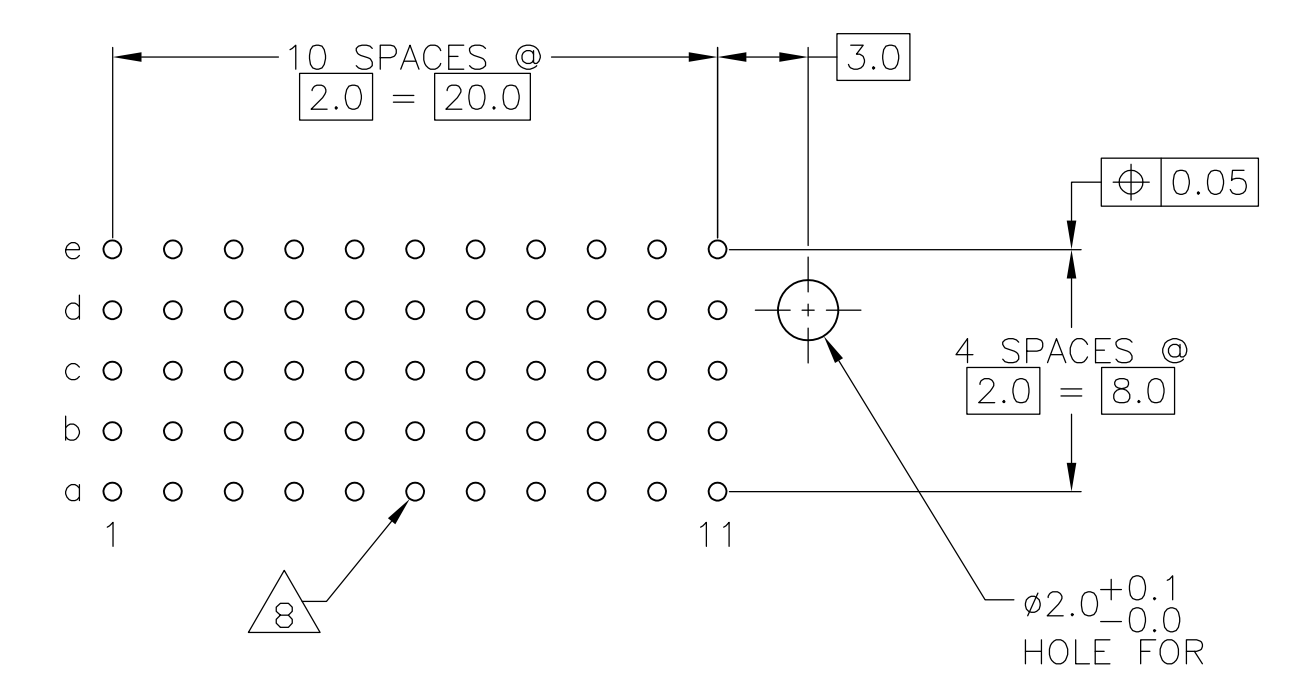 10 SPACES @
2.0 = 20.0
3.0
⌖ 0.05
e
d
c
b
a
4 SPACES @
2.0 = 8.0
1
11
8
ø2.0 +0.1
-0.0
HOLE FOR